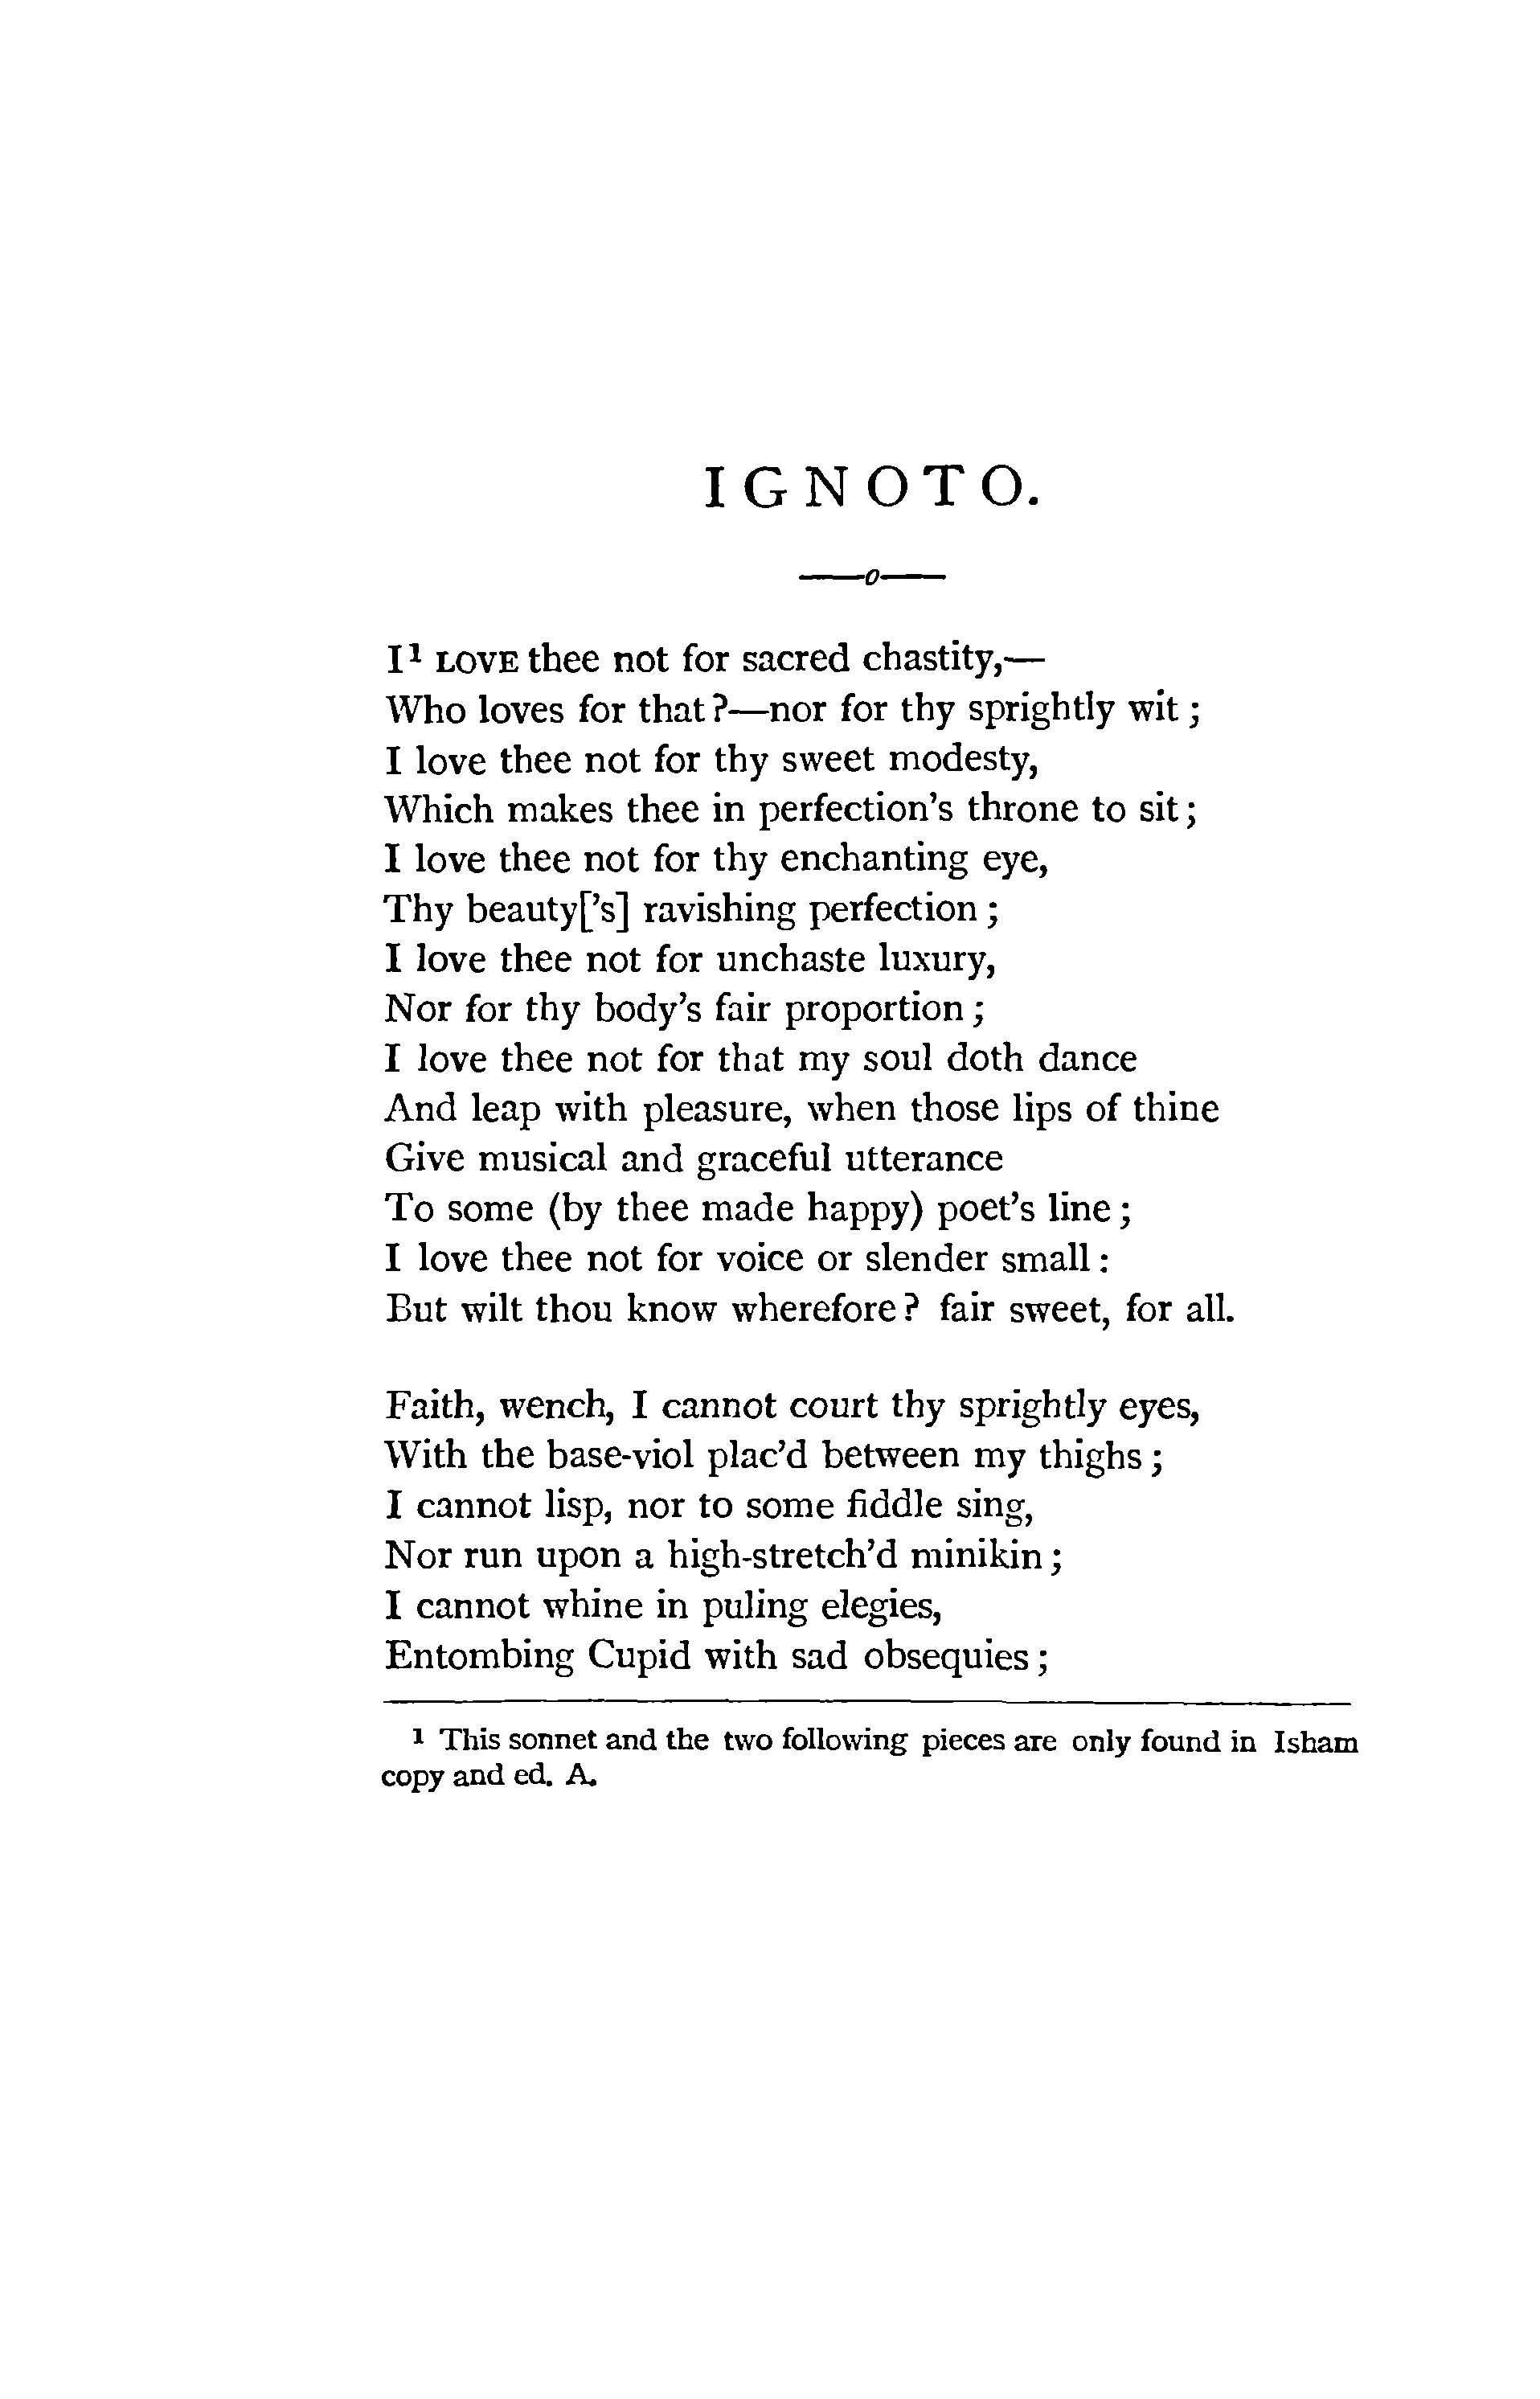 IGNOTO.
o
I¹ LOVE thee not for sacred chastity,—
Who loves for that?—nor for thy sprightly wit;
I love thee not for thy sweet modesty,
Which makes thee in perfection's throne to sit;
I love thee not for thy enchanting eye,
Thy beauty['s] ravishing perfection;
I love thee not for unchaste luxury,
Nor for thy body's fair proportion;
I love thee not for that my soul doth dance
And leap with pleasure, when those lips of thine
Give musical and graceful utterance
To some (by thee made happy) poet's line;
I love thee not for voice or slender small:
But wilt thou know wherefore? fair sweet, for all.
Faith, wench, I cannot court thy sprightly eyes,
With the base-viol plac'd between my thighs;
I cannot lisp, nor to some fiddle sing,
Nor run upon a high-stretch'd minikin;
I cannot whine in puling elegies,
Entombing Cupid with sad obsequies;
¹ This sonnet and the two following pieces are only found in Isham
copy and ed. A.